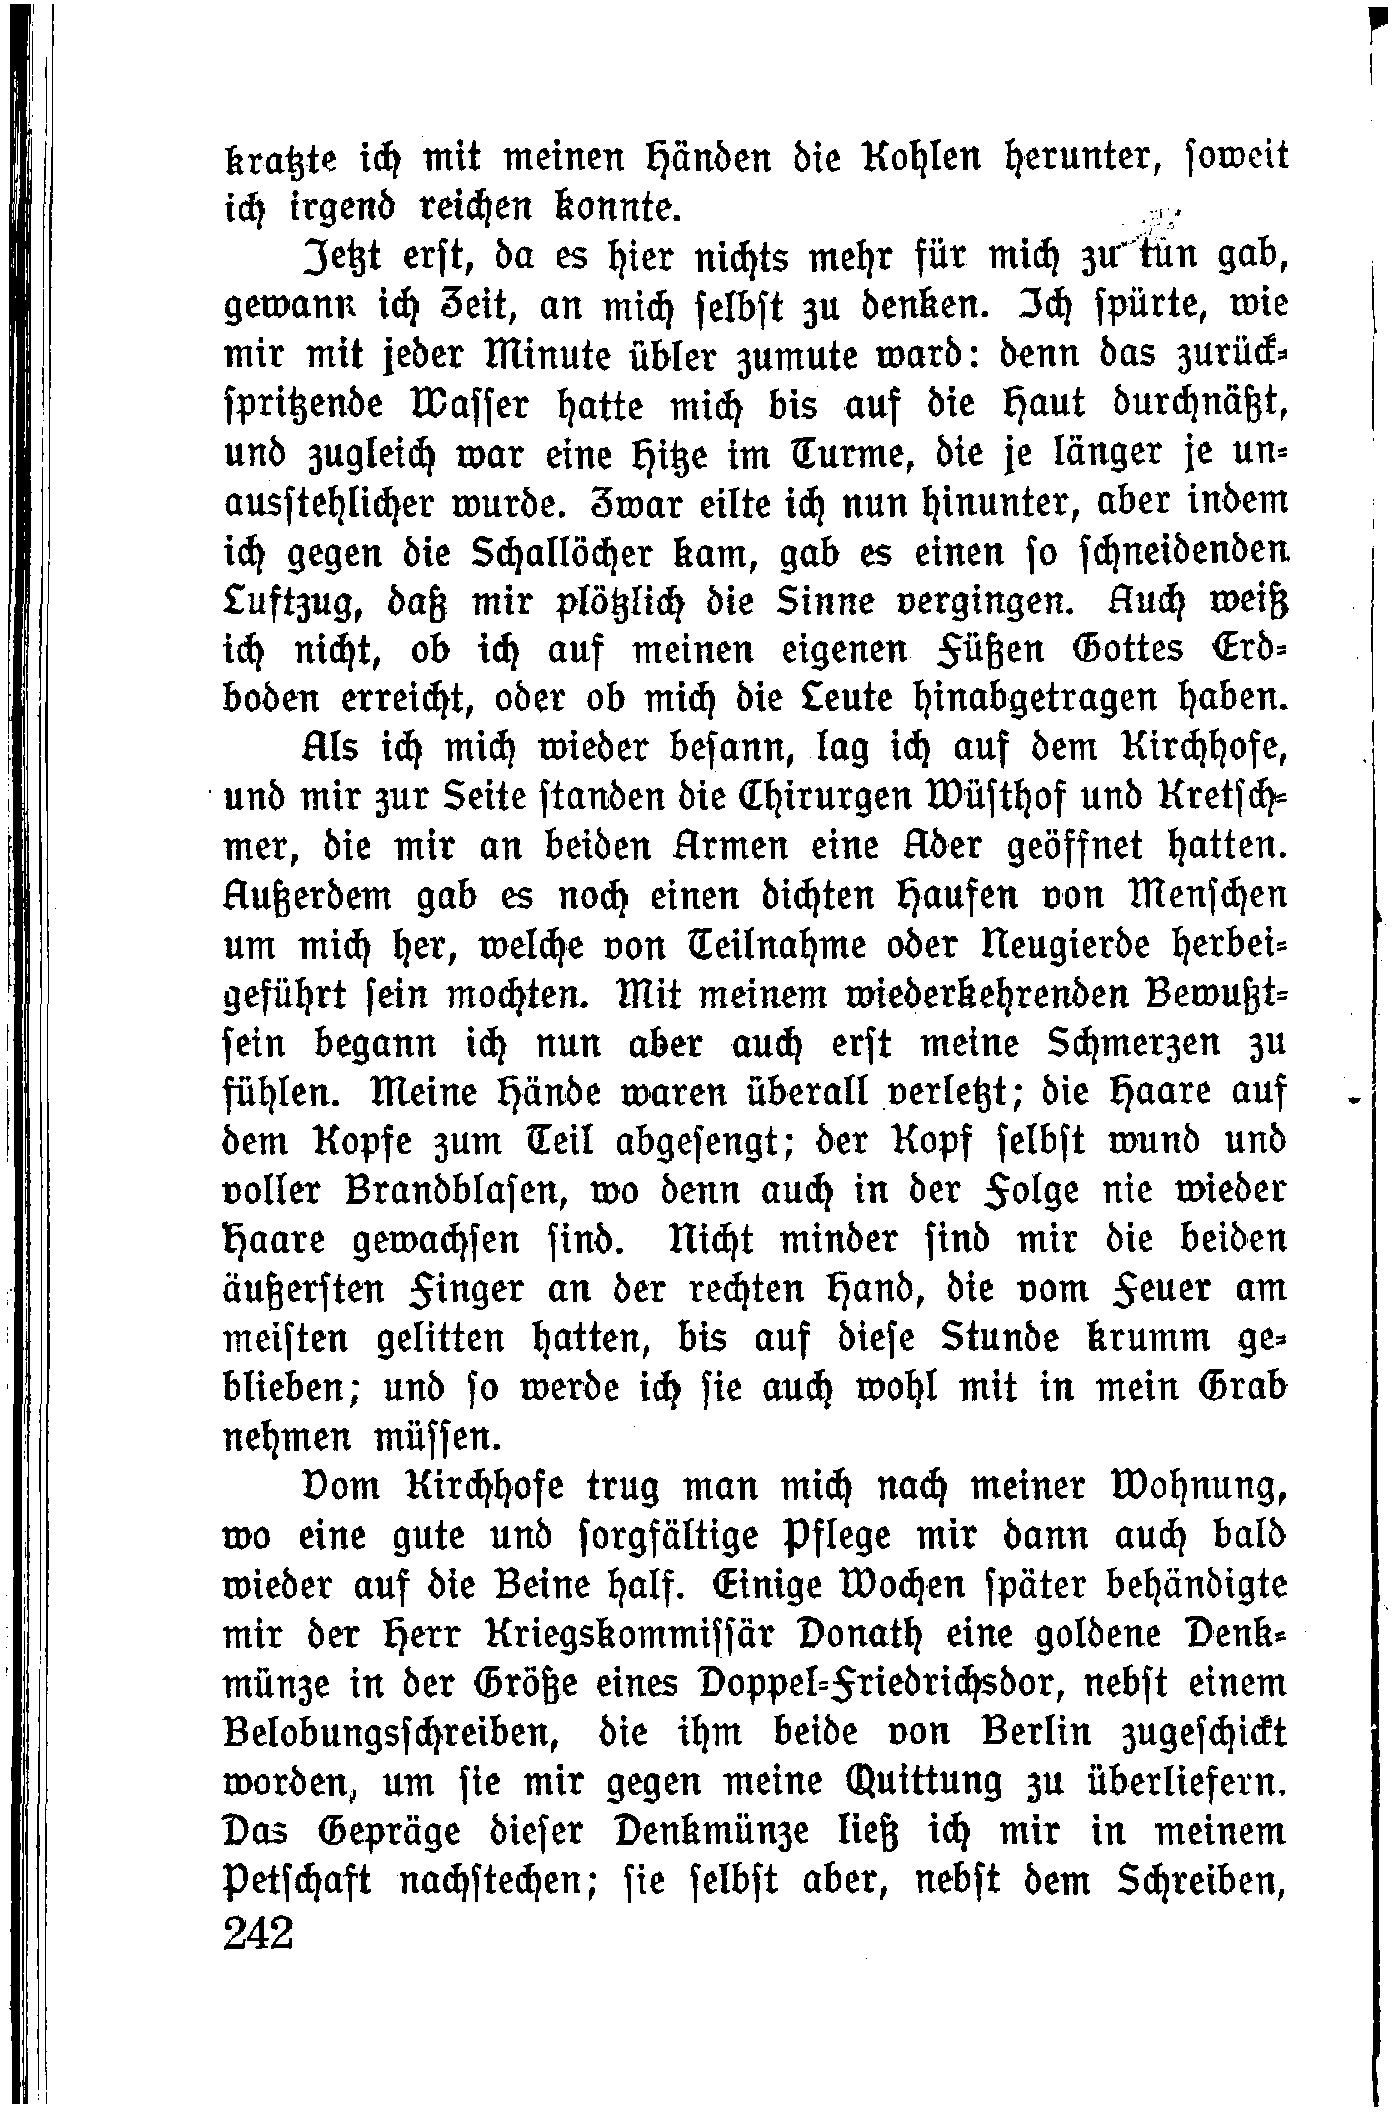 kratzte ich mit meinen Händen die Kohlen herunter, soweit
ich irgend reichen konnte.
Jetzt erst, da es hier nichts mehr für mich zu tun gab,
gewann ich Zeit, an mich selbst zu denken. Ich spürte, wie
mir mit jeder Minute übler zumute ward: denn das zurück-
spritzende Wasser hatte mich bis auf die Haut durchnäßt,
und zugleich war eine Hitze im Turme, die je länger je un-
ausstehlicher wurde. Zwar eilte ich nun hinunter, aber indem
ich gegen die Schallöcher kam, gab es einen so schneidenden
Luftzug, daß mir plötzlich die Sinne vergingen. Auch weiß
ich nicht, ob ich auf meinen eigenen Füßen Gottes Erd-
boden erreicht, oder ob mich die Leute hinabgetragen haben.
Als ich mich wieder besann, lag ich auf dem Kirchhofe,
und mir zur Seite standen die Chirurgen Wüsthof und Kretsch-
mer, die mir an beiden Armen eine Ader geöffnet hatten.
Außerdem gab es noch einen dichten Haufen von Menschen
um mich her, welche von Teilnahme oder Neugierde herbei-
geführt sein mochten. Mit meinem wiederkehrenden Bewußt-
sein begann ich nun aber auch erst meine Schmerzen zu
fühlen. Meine Hände waren überall verletzt; die Haare auf
dem Kopfe zum Teil abgesengt; der Kopf selbst wund und
voller Brandblasen, wo denn auch in der Folge nie wieder
Haare gewachsen sind. Nicht minder sind mir die beiden
äußersten Finger an der rechten Hand, die vom Feuer am
meisten gelitten hatten, bis auf diese Stunde krumm ge-
blieben; und so werde ich sie auch wohl mit in mein Grab
nehmen müssen.
Vom Kirchhofe trug man mich nach meiner Wohnung,
wo eine gute und sorgfältige Pflege mir dann auch bald
wieder auf die Beine half. Einige Wochen später behändigte
mir der Herr Kriegskommissär Donath eine goldene Denk-
münze in der Größe eines Doppel-Friedrichsdor, nebst einem
Belobungsschreiben, die ihm beide von Berlin zugeschickt
worden, um sie mir gegen meine Quittung zu überliefern.
Das Gepräge dieser Denkmünze ließ ich mir in meinem
Petschaft nachstechen; sie selbst aber, nebst dem Schreiben,
242